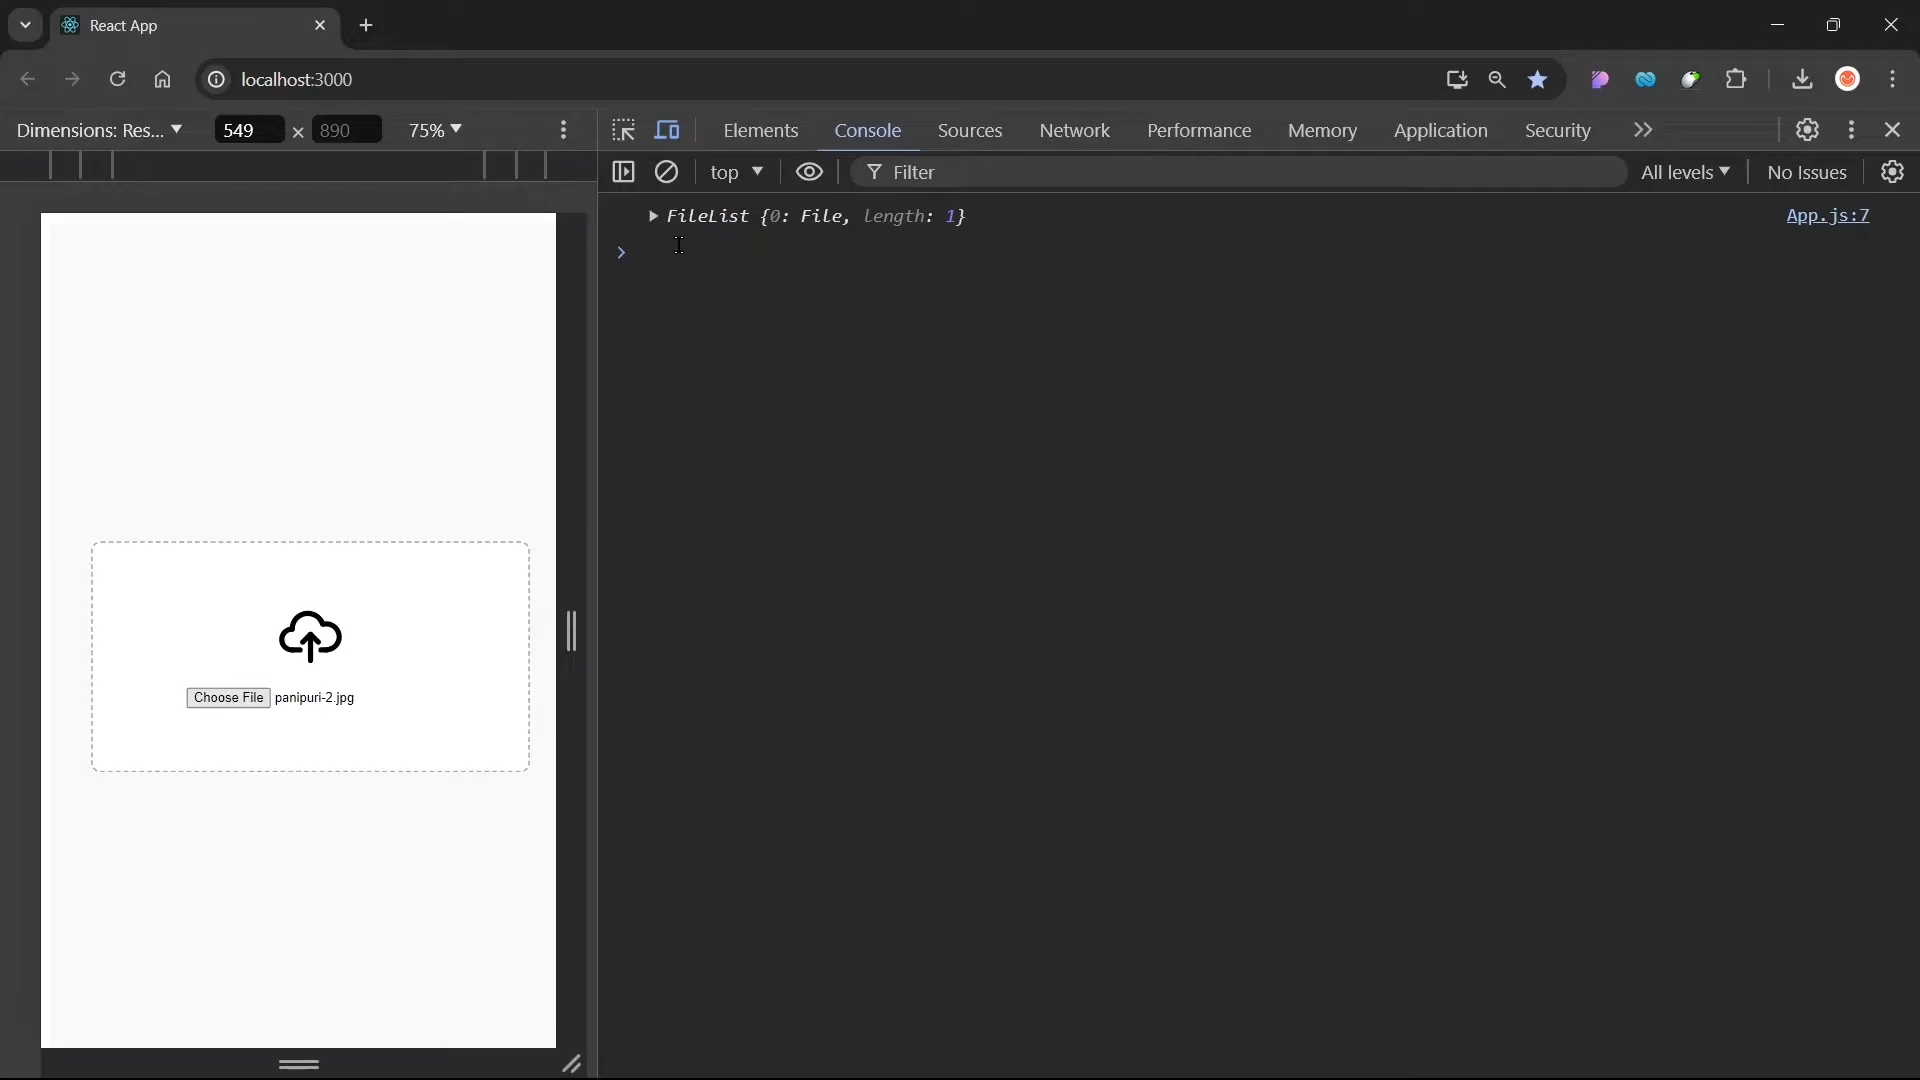 React App
localhost:3000
Dimensions: Res... 549 × 890 75%
Elements Console Sources Network Performance Memory Application Security
top Filter All levels No Issues
FileList {0: File, length: 1} App.js:7
Choose File panipuri-2.jpg